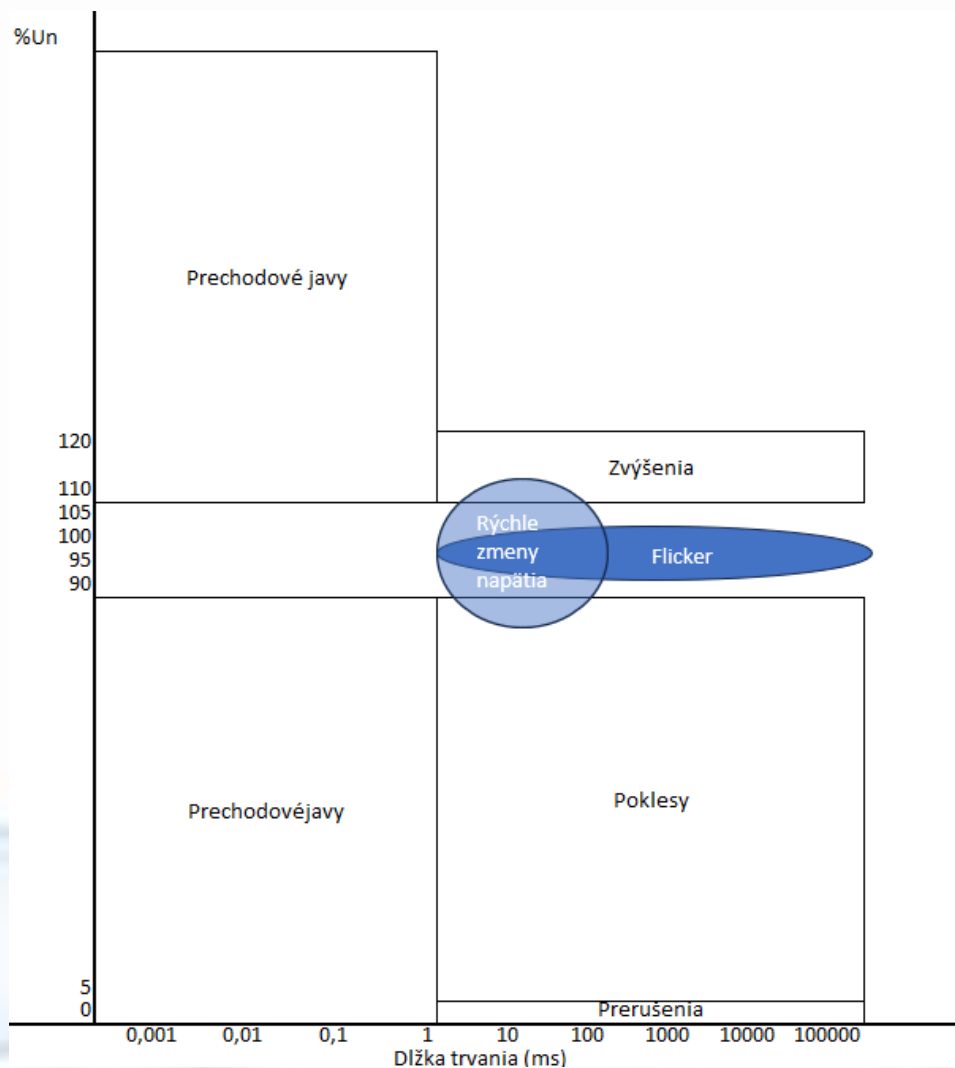 %Un
Prechodové javy
120
Zvýšenia
110
105
Rýchle
100
zmeny
Flicker
95
napätia
90
Poklesy
Prechodovéjavy
5
0
Prerušenia
0,001 0,01 0,1 1 10 100 1000 10000 100000
Dlžka trvania (ms)